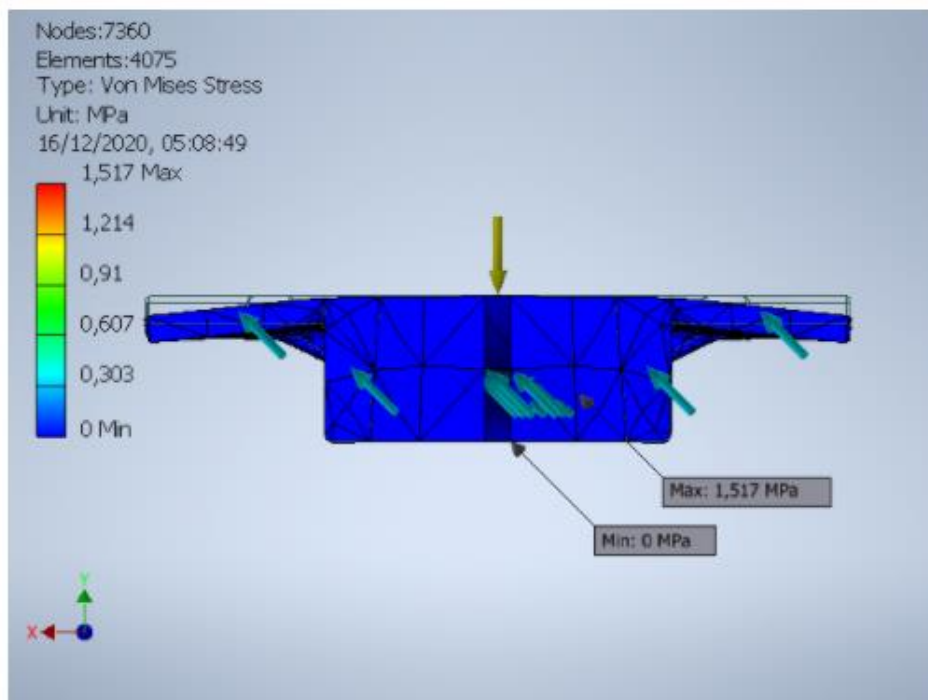 Nodes:7360
Elements:4075
Type: Von Mises Stress
Unit: MPa
16/12/2020, 05:08:49
1,517 Max
1,214
0,91
0,607
0,303
0 Min
Max: 1,517 MPa
Min: 0 MPa
Y
X